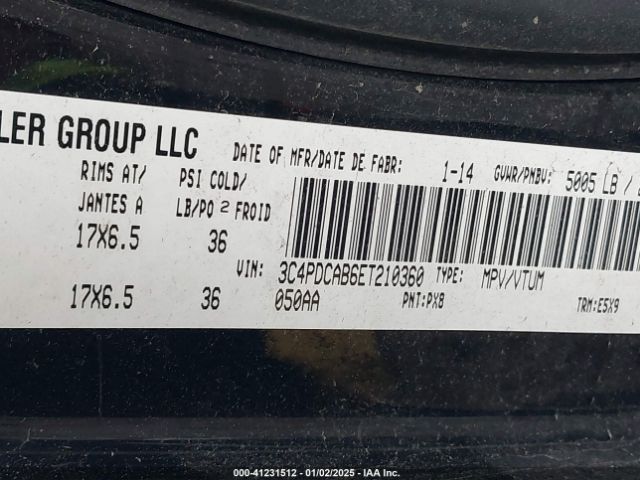 LER GROUP LLC
DATE OF MFR/DATE DE FABR: 1-14 GVWR/PNBV: 5005 LB /
RIMS AT/ PSI COLD/
JANTES A LB/PO 2 FROID
17X6.5 36
VIN: 3C4PDCAB6ET210360 TYPE: MPV/VTUM
17X6.5 36 050AA PNT:PX8 TRM:E5X9
000-41231512 - 01/02/2025 - IAA Inc.